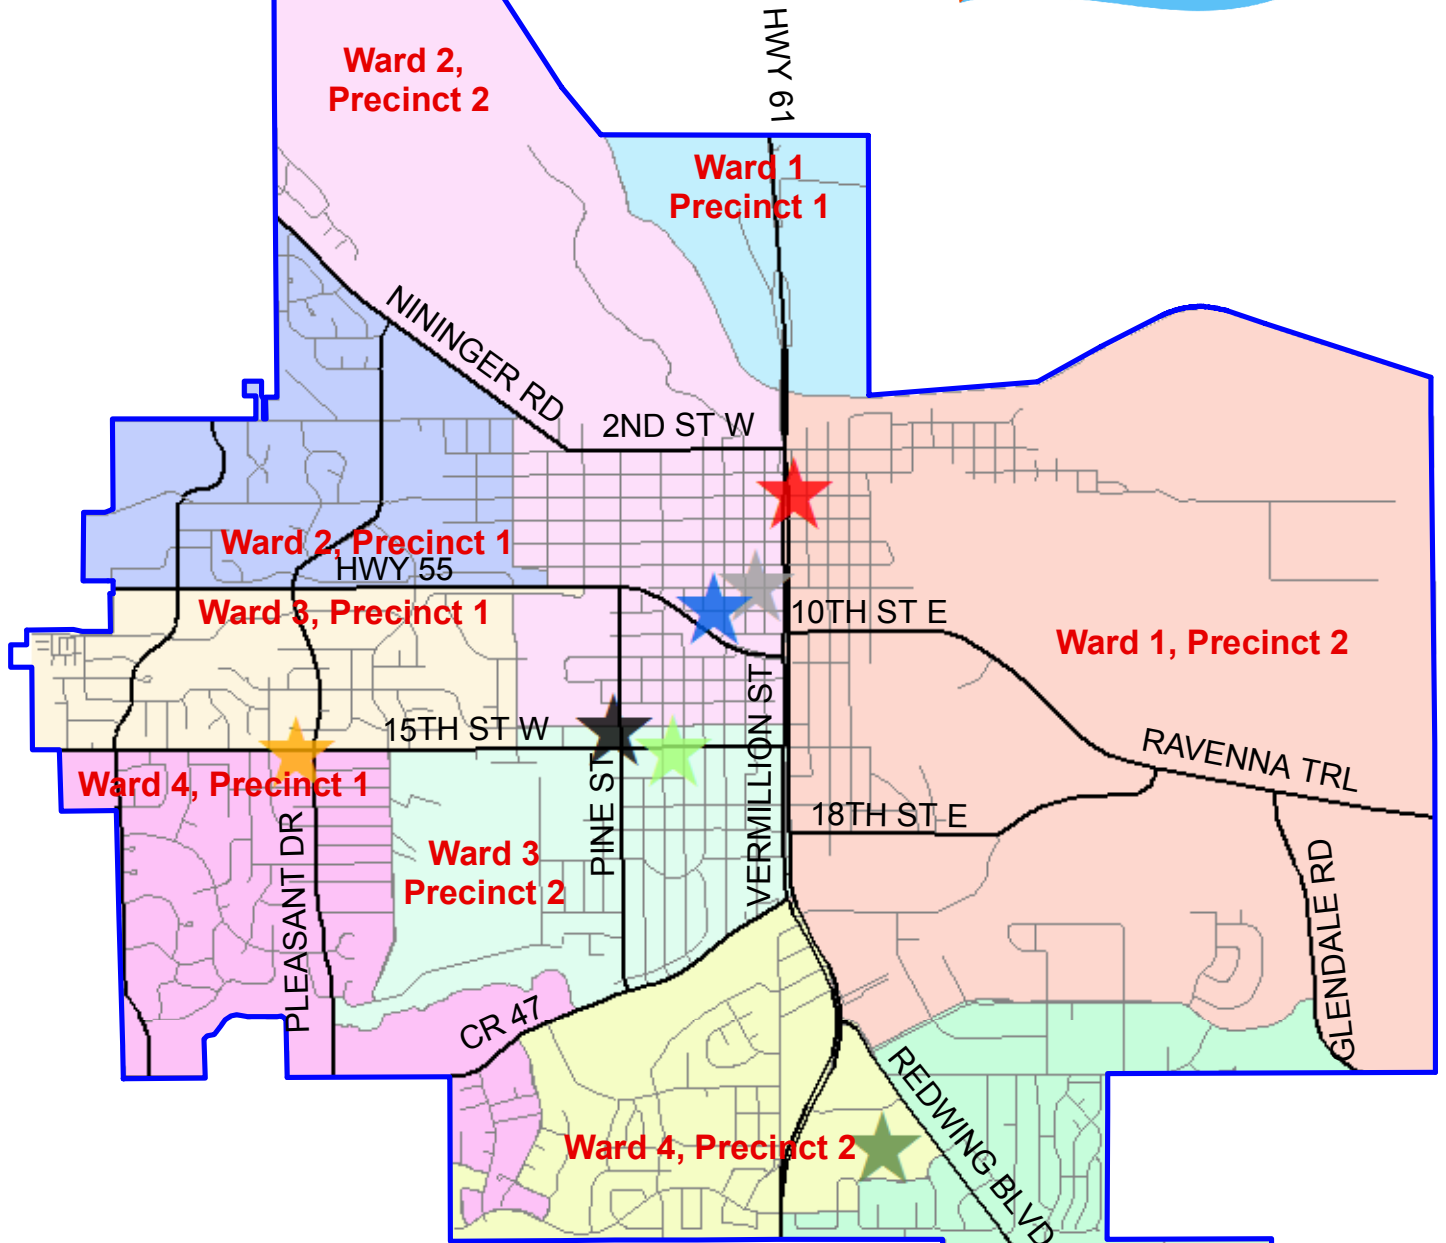 HWY 61
Ward 2,
Precinct 2
Ward 1
Precinct 1
NININGER RD
2ND ST W
Ward 2, Precinct 1
HWY 55
Ward 3, Precinct 1
10TH ST E
Ward 1, Precinct 2
15TH ST W
VERMILLION ST
RAVENNA TRL
Ward 4, Precinct 1
PINE ST
18TH ST E
PLEASANT DR
Ward 3
Precinct 2
GLENDALE RD
CR 47
REDWING BLVD
Ward 4, Precinct 2